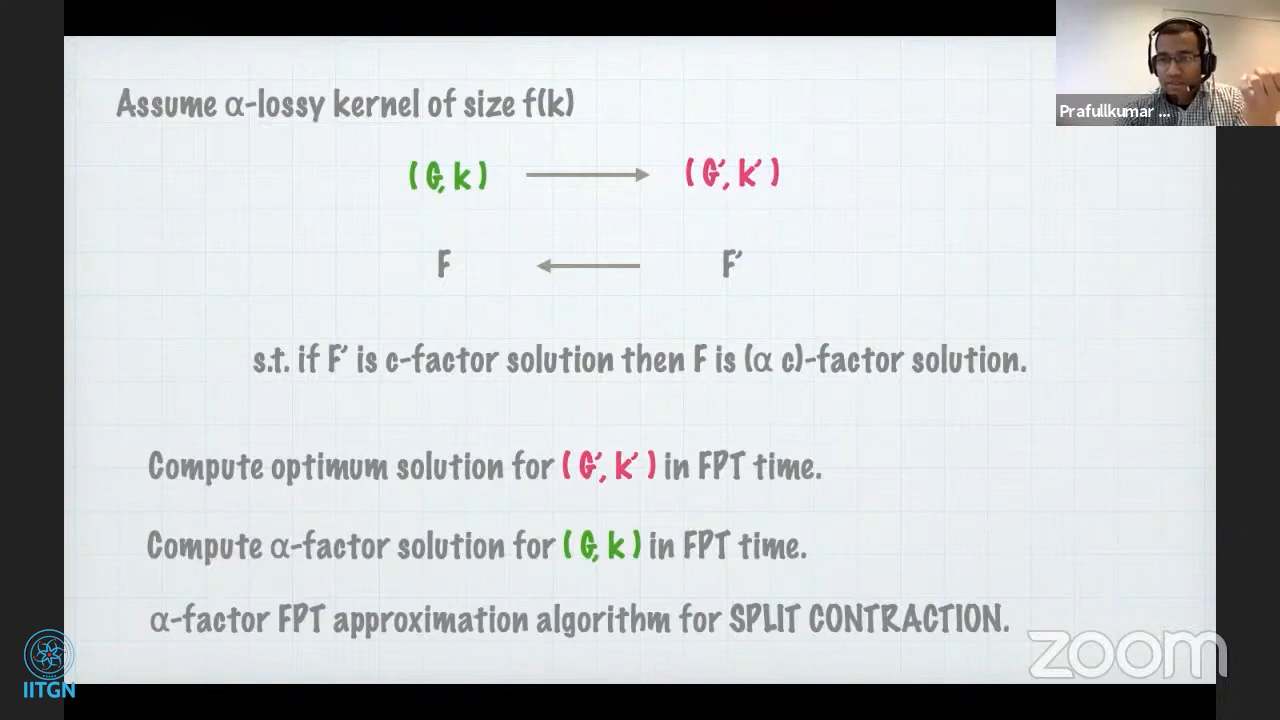 Assume α-lossy kernel of size f(k)
( G, k ) ( G', k' )
F F'
s.t. if F' is c-factor solution then F is (α c)-factor solution.
Compute optimum solution for ( G', k' ) in FPT time.
Compute α-factor solution for ( G, k ) in FPT time.
α-factor FPT approximation algorithm for SPLIT CONTRACTION.
Prafullkumar ...
zoom
IITGN